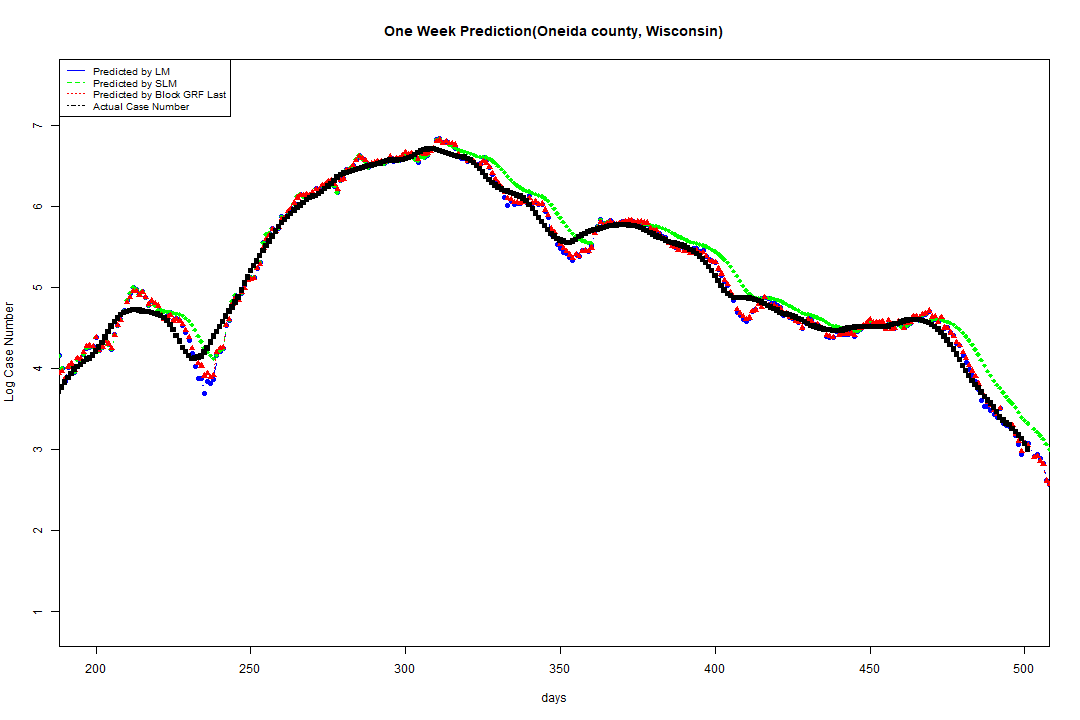 One Week Prediction(Oneida county, Wisconsin)
Predicted by LM
Predicted by SLM
Predicted by Block GRF Last
Actual Case Number
7
6
5
4
3
2
1
Log Case Number
200 250 300 350 400 450 500
days